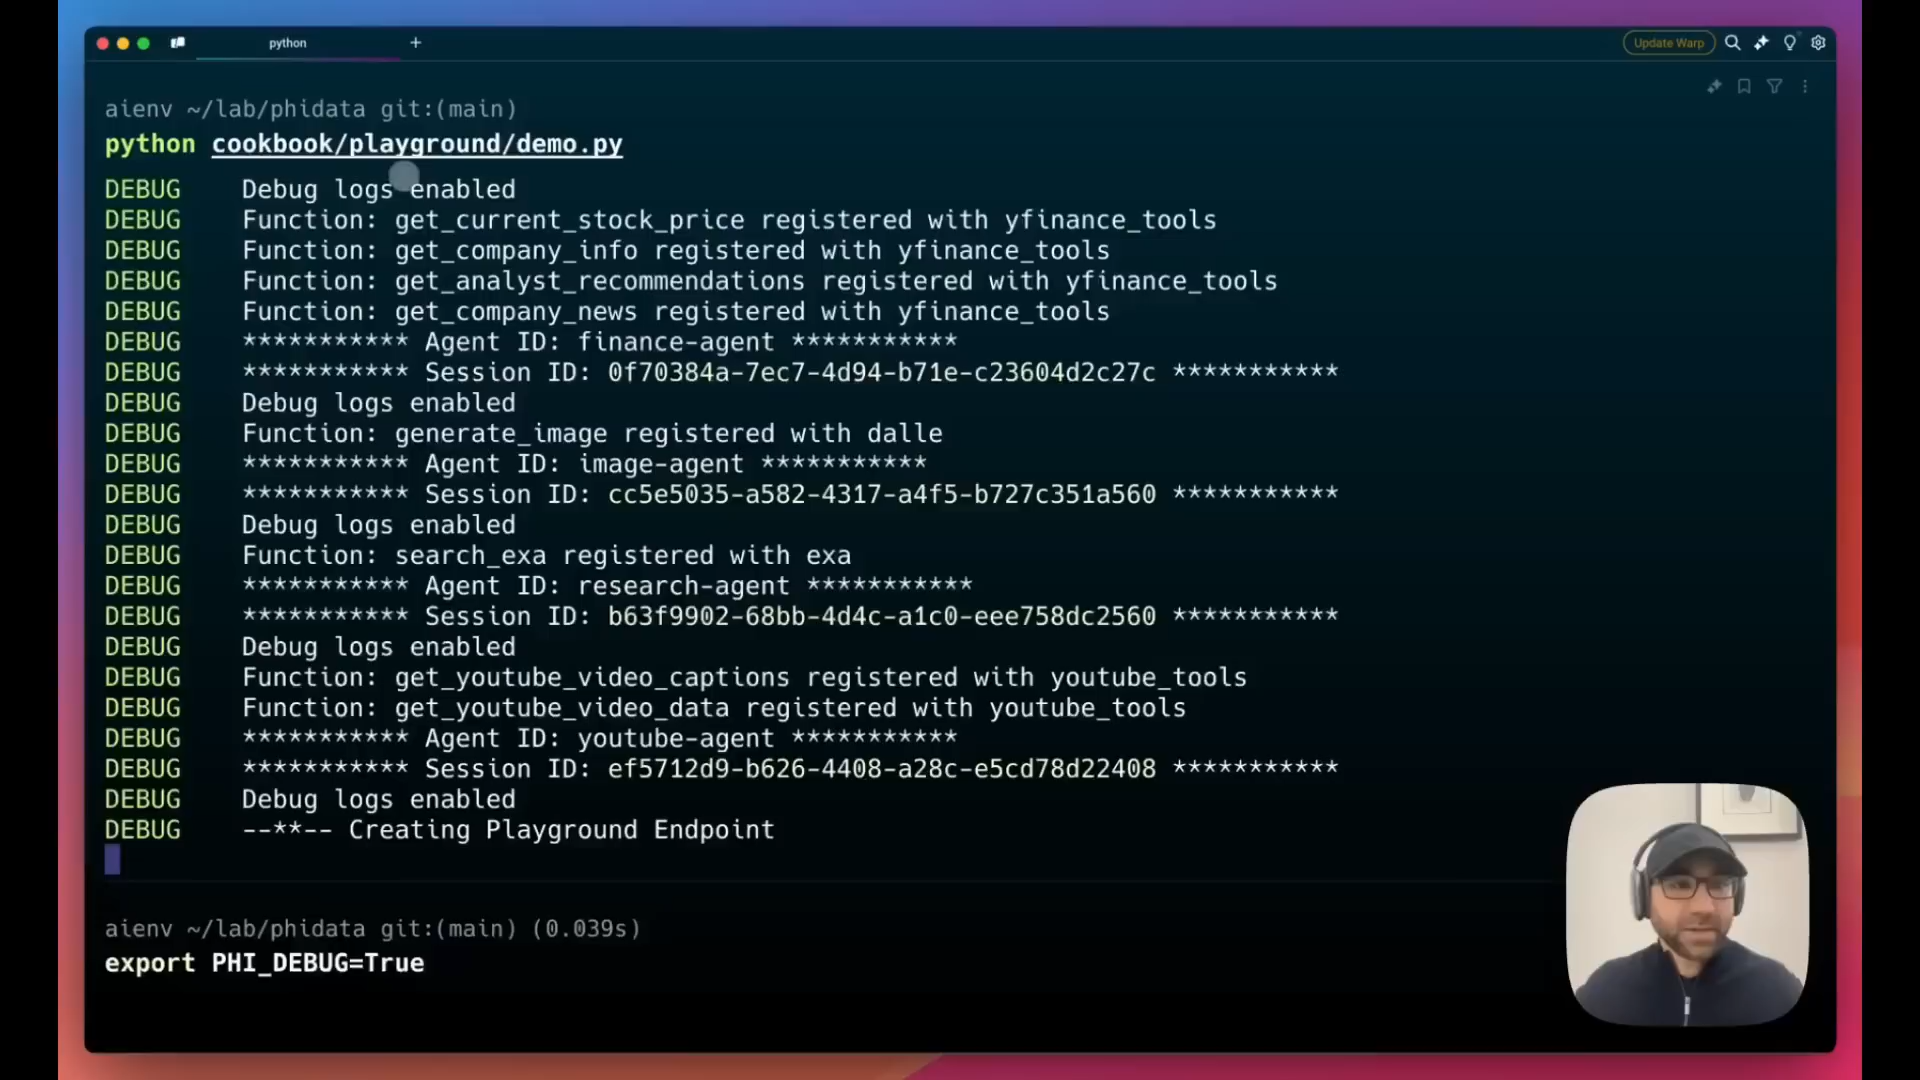 python
+
Update Warp
aienv ~/lab/phidata git:(main)
python cookbook/playground/demo.py
DEBUG    Debug logs enabled
DEBUG    Function: get_current_stock_price registered with yfinance_tools
DEBUG    Function: get_company_info registered with yfinance_tools
DEBUG    Function: get_analyst_recommendations registered with yfinance_tools
DEBUG    Function: get_company_news registered with yfinance_tools
DEBUG    *********** Agent ID: finance-agent ***********
DEBUG    *********** Session ID: 0f70384a-7ec7-4d94-b71e-c23604d2c27c ***********
DEBUG    Debug logs enabled
DEBUG    Function: generate_image registered with dalle
DEBUG    *********** Agent ID: image-agent ***********
DEBUG    *********** Session ID: cc5e5035-a582-4317-a4f5-b727c351a560 ***********
DEBUG    Debug logs enabled
DEBUG    Function: search_exa registered with exa
DEBUG    *********** Agent ID: research-agent ***********
DEBUG    *********** Session ID: b63f9902-68bb-4d4c-a1c0-eee758dc2560 ***********
DEBUG    Debug logs enabled
DEBUG    Function: get_youtube_video_captions registered with youtube_tools
DEBUG    Function: get_youtube_video_data registered with youtube_tools
DEBUG    *********** Agent ID: youtube-agent ***********
DEBUG    *********** Session ID: ef5712d9-b626-4408-a28c-e5cd78d22408 ***********
DEBUG    Debug logs enabled
DEBUG    --**-- Creating Playground Endpoint
aienv ~/lab/phidata git:(main) (0.039s)
export PHI_DEBUG=True